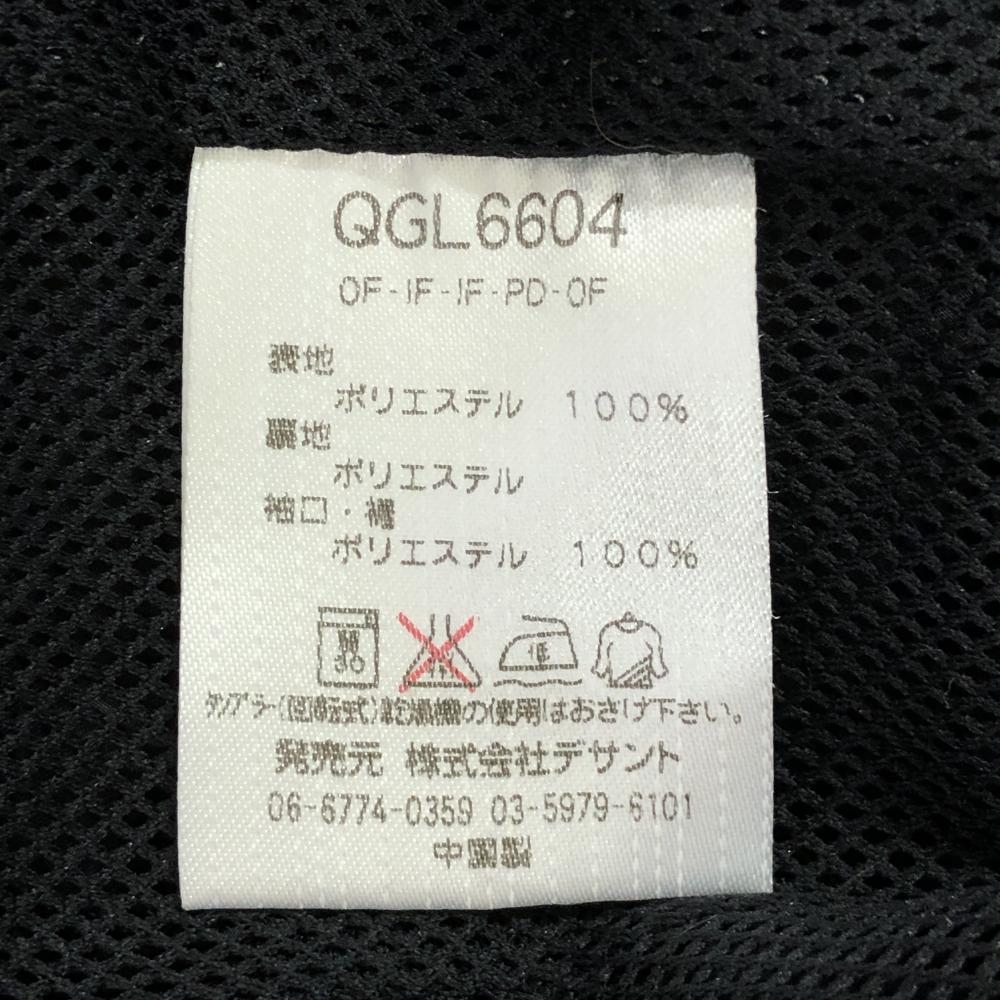 QGL6604
OF-IF-IF-PD-OF
表地
ポリエステル 100%
裏地
ポリエステル
袖口・裾
ポリエステル 100%
タンブラー(回転式)乾燥機の使用はおさけ下さい。
発売元 株式会社デサント
06-6774-0359 03-5979-6101
中国製